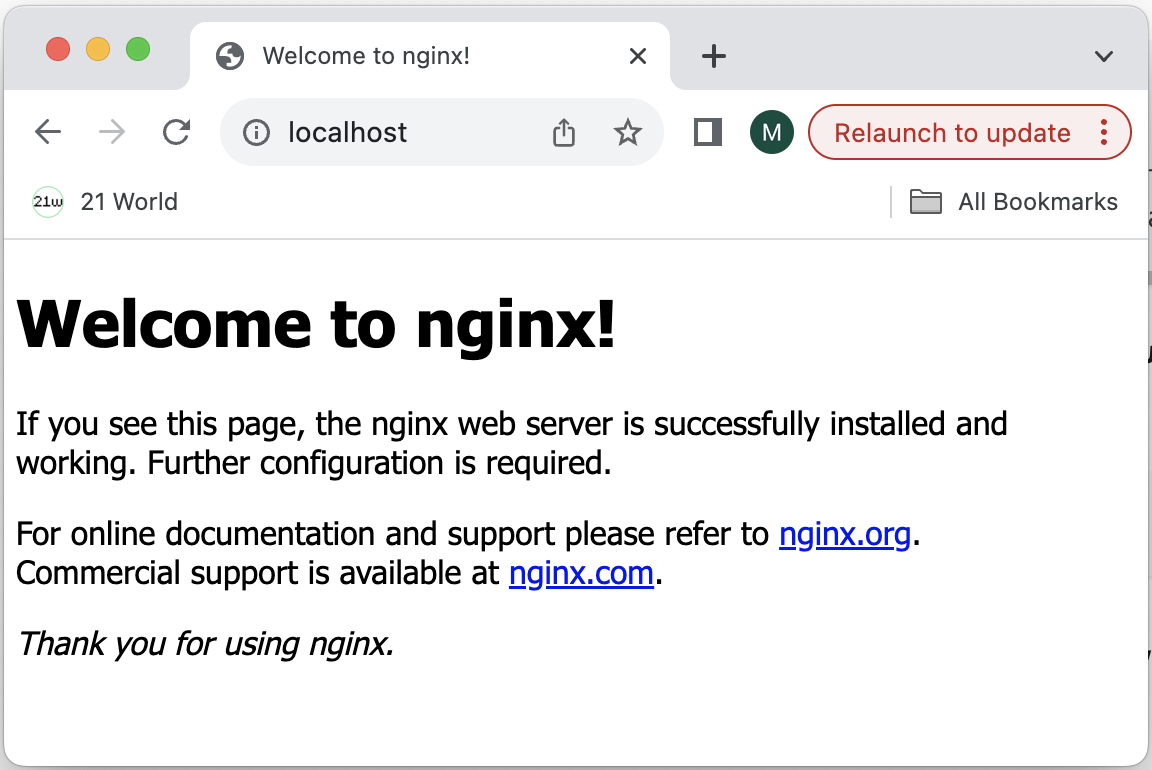 Welcome to nginx!
localhost
M
Relaunch to update
21w
21 World
All Bookmarks
Welcome to nginx!
If you see this page, the nginx web server is successfully installed and
working. Further configuration is required.
For online documentation and support please refer to nginx.org.
Commercial support is available at nginx.com.
Thank you for using nginx.